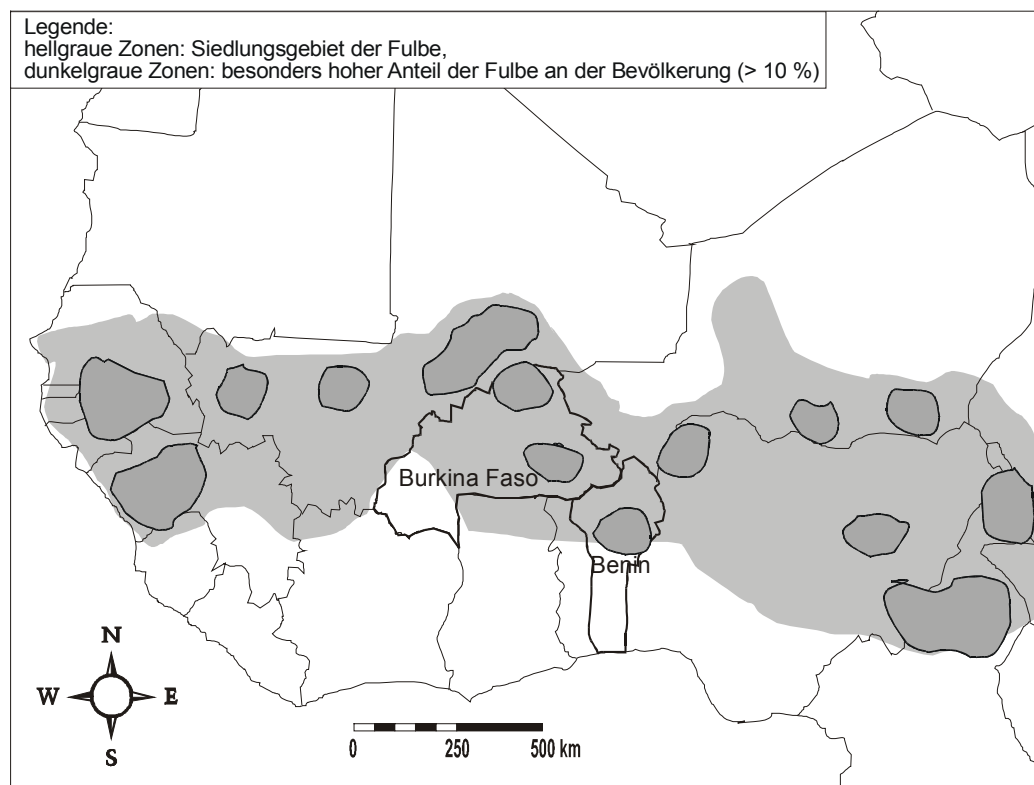 Legende:
hellgraue Zonen: Siedlungsgebiet der Fulbe,
dunkelgraue Zonen: besonders hoher Anteil der Fulbe an der Bevölkerung (> 10 %)
Burkina Faso
Benin
N
W E
S
0 250 500 km